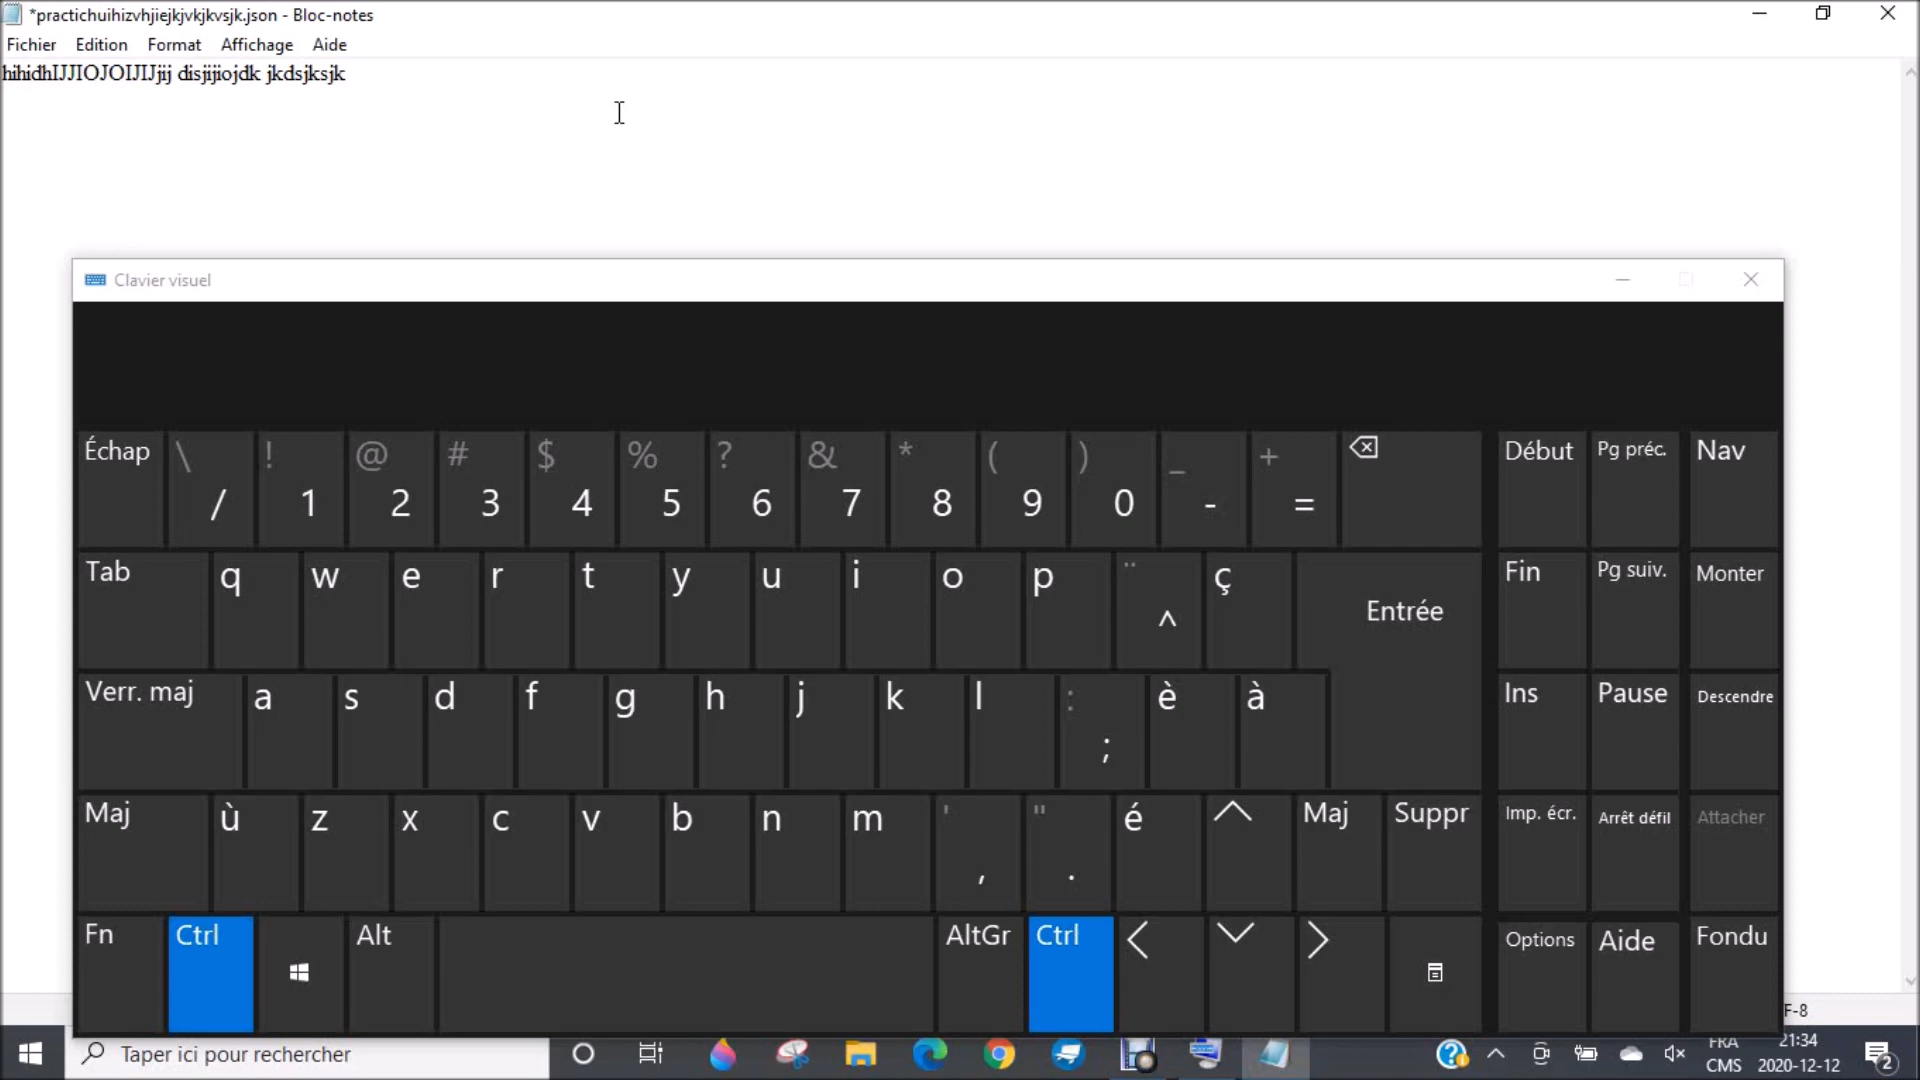 *practichuihizvhjiejkjvkjkvsjk.json - Bloc-notes
Fichier Edition Format Affichage Aide
hihidhIJJIOJOIJIJjij disjijiojdk jkdsjksjk
Clavier visuel
Échap \ / ! 1 @ 2 # 3 $ 4 % 5 ? 6 & 7 * 8 ( 9 ) 0 _ - + = Début Pg préc. Nav
Tab q w e r t y u i o p ¨ ^ ç Entrée Fin Pg suiv. Monter
Verr. maj a s d f g h j k l : ; è à Ins Pause Descendre
Maj ù z x c v b n m ' , " . é Maj Suppr Imp. écr. Arrêt défil Attacher
Fn Ctrl Alt AltGr Ctrl Options Aide Fondu
F-8
Taper ici pour rechercher
FRA 21:34
CMS 2020-12-12 2